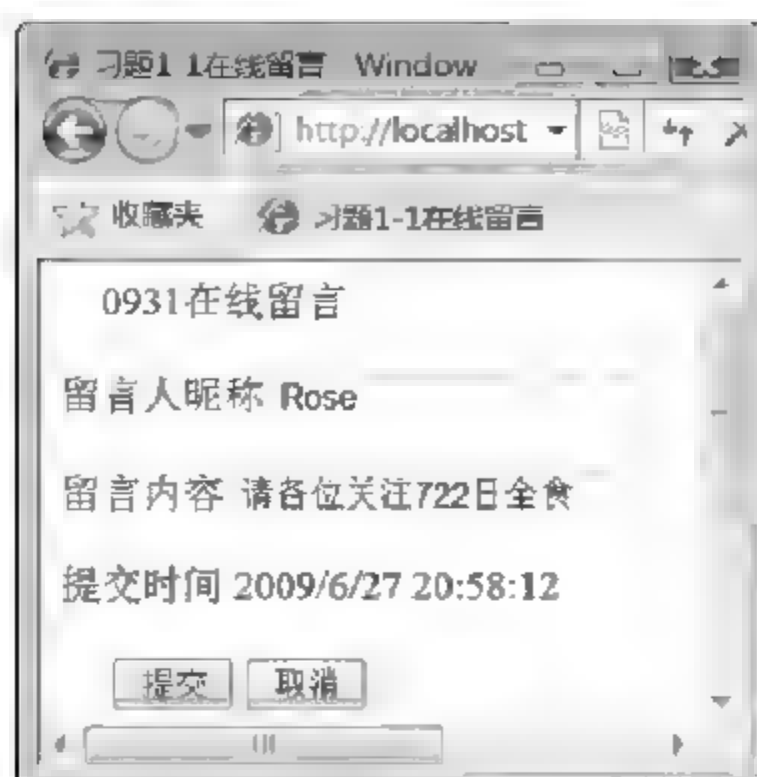 习题1 1在线留言 Window
http://localhost
收藏夹 习题1-1在线留言
0931在线留言
留言人昵称 Rose
留言内容 请各位关注722日全食
提交时间 2009/6/27 20:58:12
提交 取消